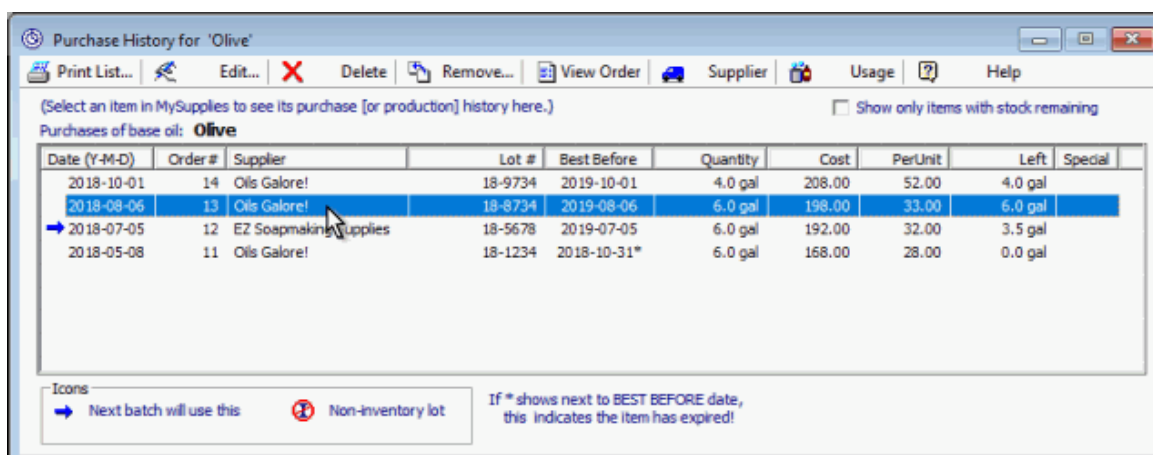 Purchase History for 'Olive'
Print List... Edit... Delete Remove... View Order Supplier Usage Help
(Select an item in MySupplies to see its purchase [or production] history here.) Show only items with stock remaining
Purchases of base oil: Olive
Date (Y-M-D) Order # Supplier Lot # Best Before Quantity Cost PerUnit Left Special
2018-10-01 14 Oils Galore! 18-9734 2019-10-01 4.0 gal 208.00 52.00 4.0 gal
2018-08-06 13 Oils Galore! 18-8734 2019-08-06 6.0 gal 198.00 33.00 6.0 gal
2018-07-05 12 EZ Soapmaking Supplies 18-5678 2019-07-05 6.0 gal 192.00 32.00 3.5 gal
2018-05-08 11 Oils Galore! 18-1234 2018-10-31* 6.0 gal 168.00 28.00 0.0 gal
Icons
Next batch will use this Non-inventory lot
If * shows next to BEST BEFORE date,
this indicates the item has expired!